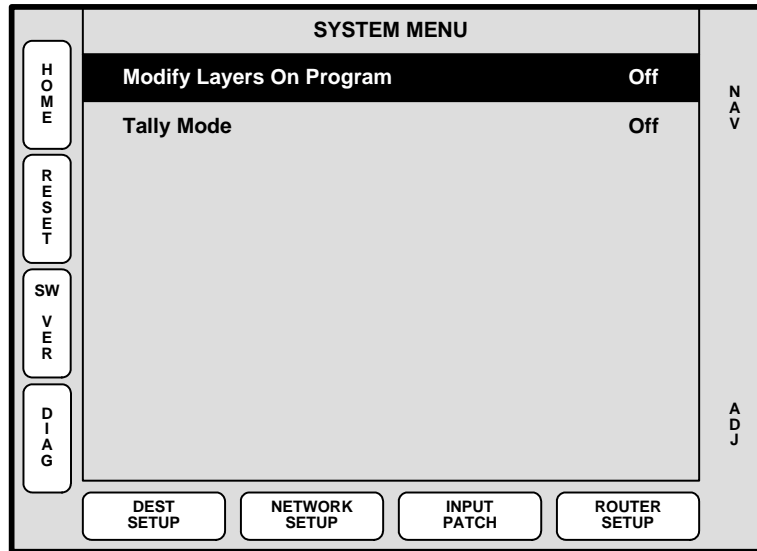 SYSTEM MENU
HOME
Modify Layers On Program Off
NAV
Tally Mode Off
RESET
SW
VER
DIAG
ADJ
DEST
SETUP
NETWORK
SETUP
INPUT
PATCH
ROUTER
SETUP